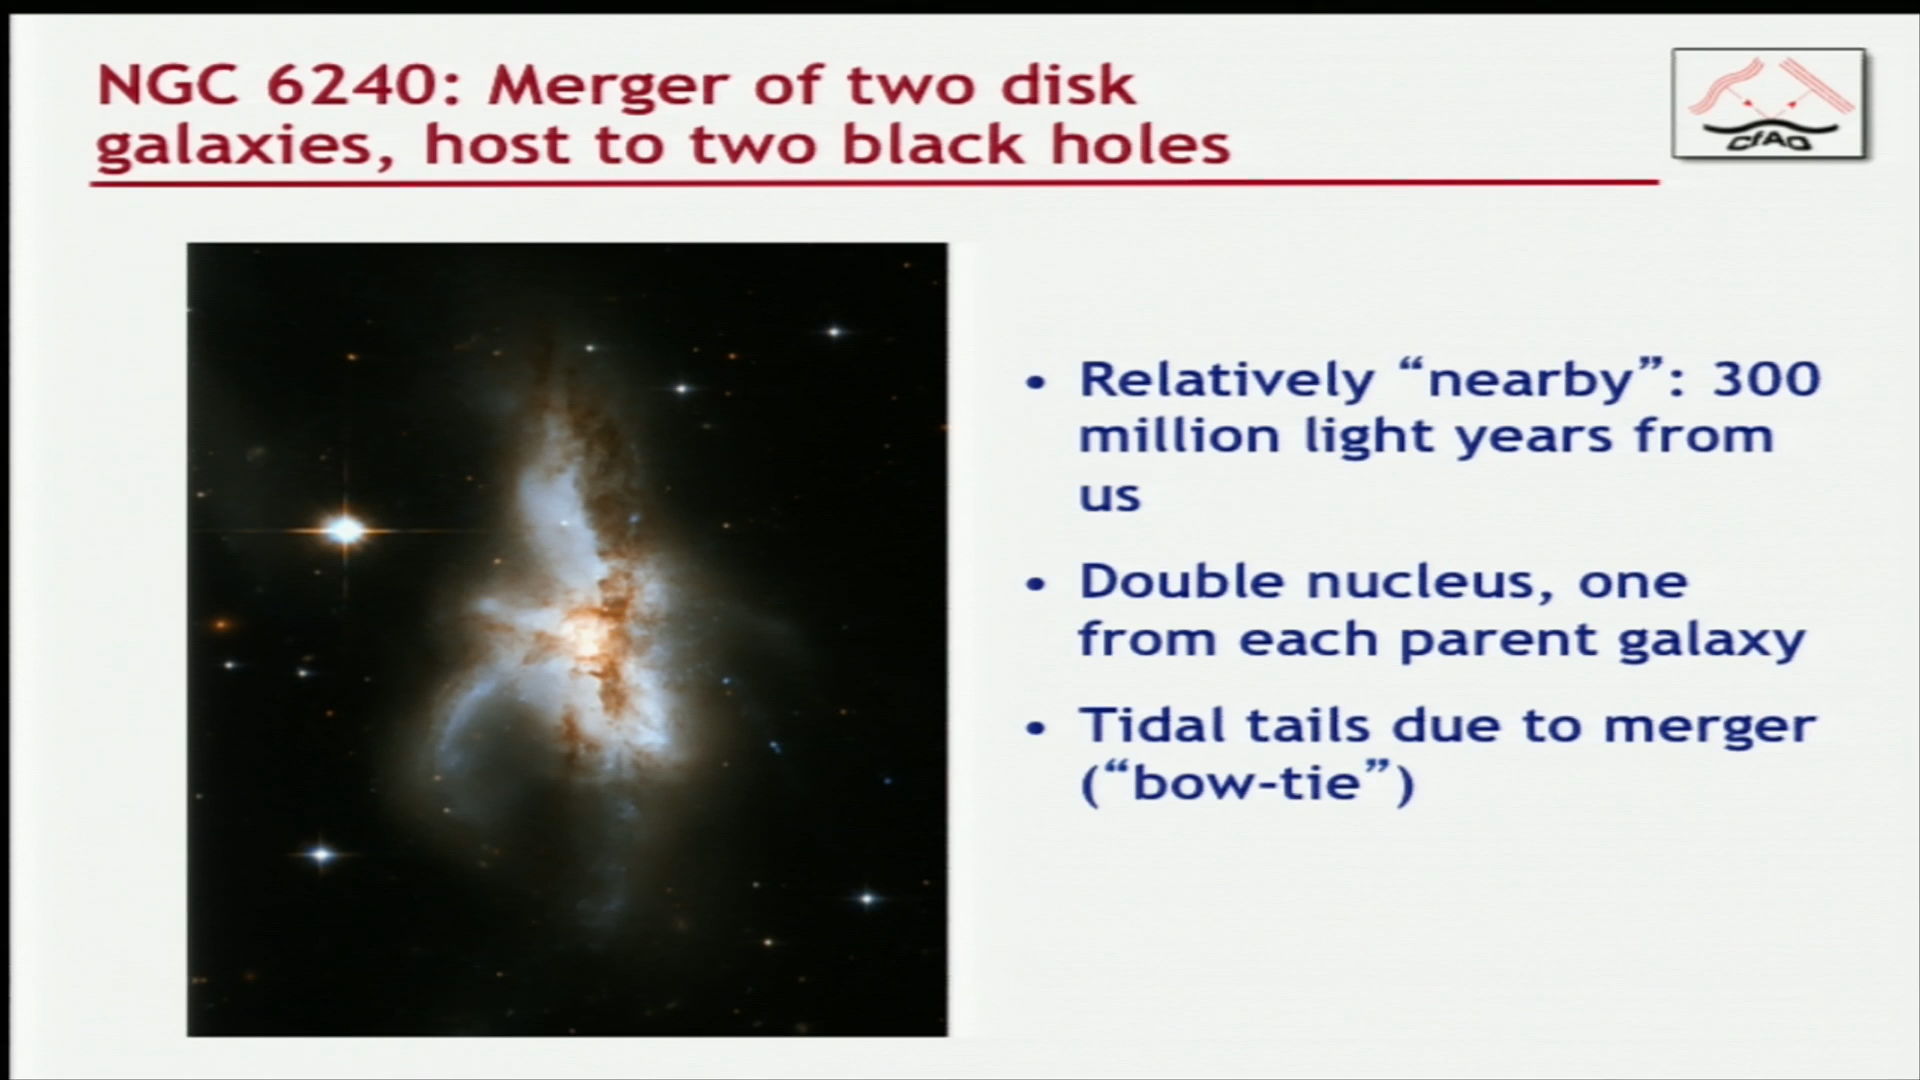 NGC 6240: Merger of two disk
galaxies, host to two black holes
CfAO
• Relatively “nearby”: 300
million light years from
us
• Double nucleus, one
from each parent galaxy
• Tidal tails due to merger
(“bow-tie”)